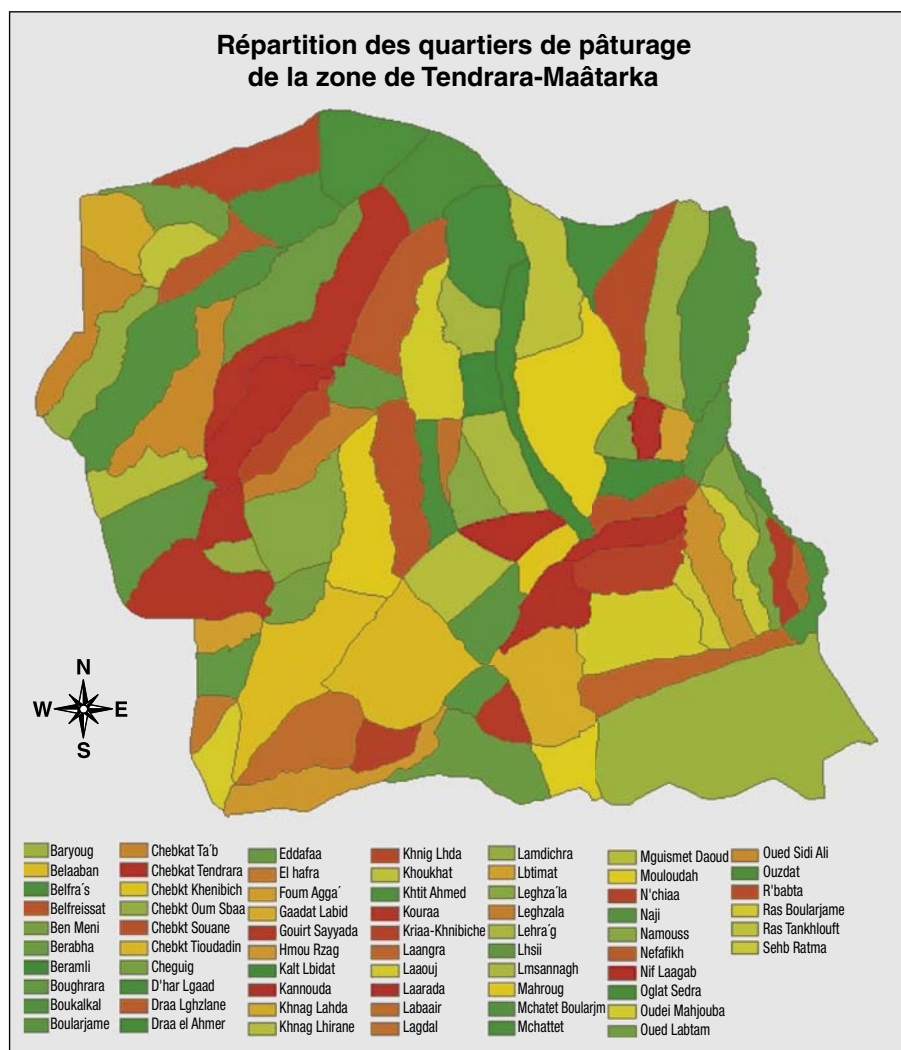 Répartition des quartiers de pâturage
de la zone de Tendrara-Maâtarka
N
W E
S
Baryoug
Belaaban
Belfra´s
Belfreissat
Ben Meni
Berabha
Beramli
Boughrara
Boukalkal
Boularjame
Chebkat Ta´b
Chebkat Tendrara
Chebkt Khenibich
Chebkt Oum Sbaa
Chebkt Souane
Chebkt Tioudadin
Cheguig
D'har Lgaad
Draa Lghzlane
Draa el Ahmer
Eddafaa
El hafra
Foum Agga´
Gaadat Labid
Gouirt Sayyada
Hmou Rzag
Kalt Lbidat
Kannouda
Khnag Lahda
Khnag Lhirane
Khnig Lhda
Khoukhat
Khtit Ahmed
Kouraa
Kriaa-Khnibiche
Laangra
Laaouj
Laarada
Labaair
Lagdal
Lamdichra
Lbtimat
Leghza´la
Leghzala
Lehra´g
Lhsii
Lmsannagh
Mahroug
Mchatet Boularjm
Mchattet
Mguismet Daoud
Mouloudah
N'chiaa
Naji
Namouss
Nefafikh
Nif Laagab
Oglat Sedra
Oudei Mahjouba
Oued Labtam
Oued Sidi Ali
Ouzdat
R'babta
Ras Boularjame
Ras Tankhlouft
Sehb Ratma